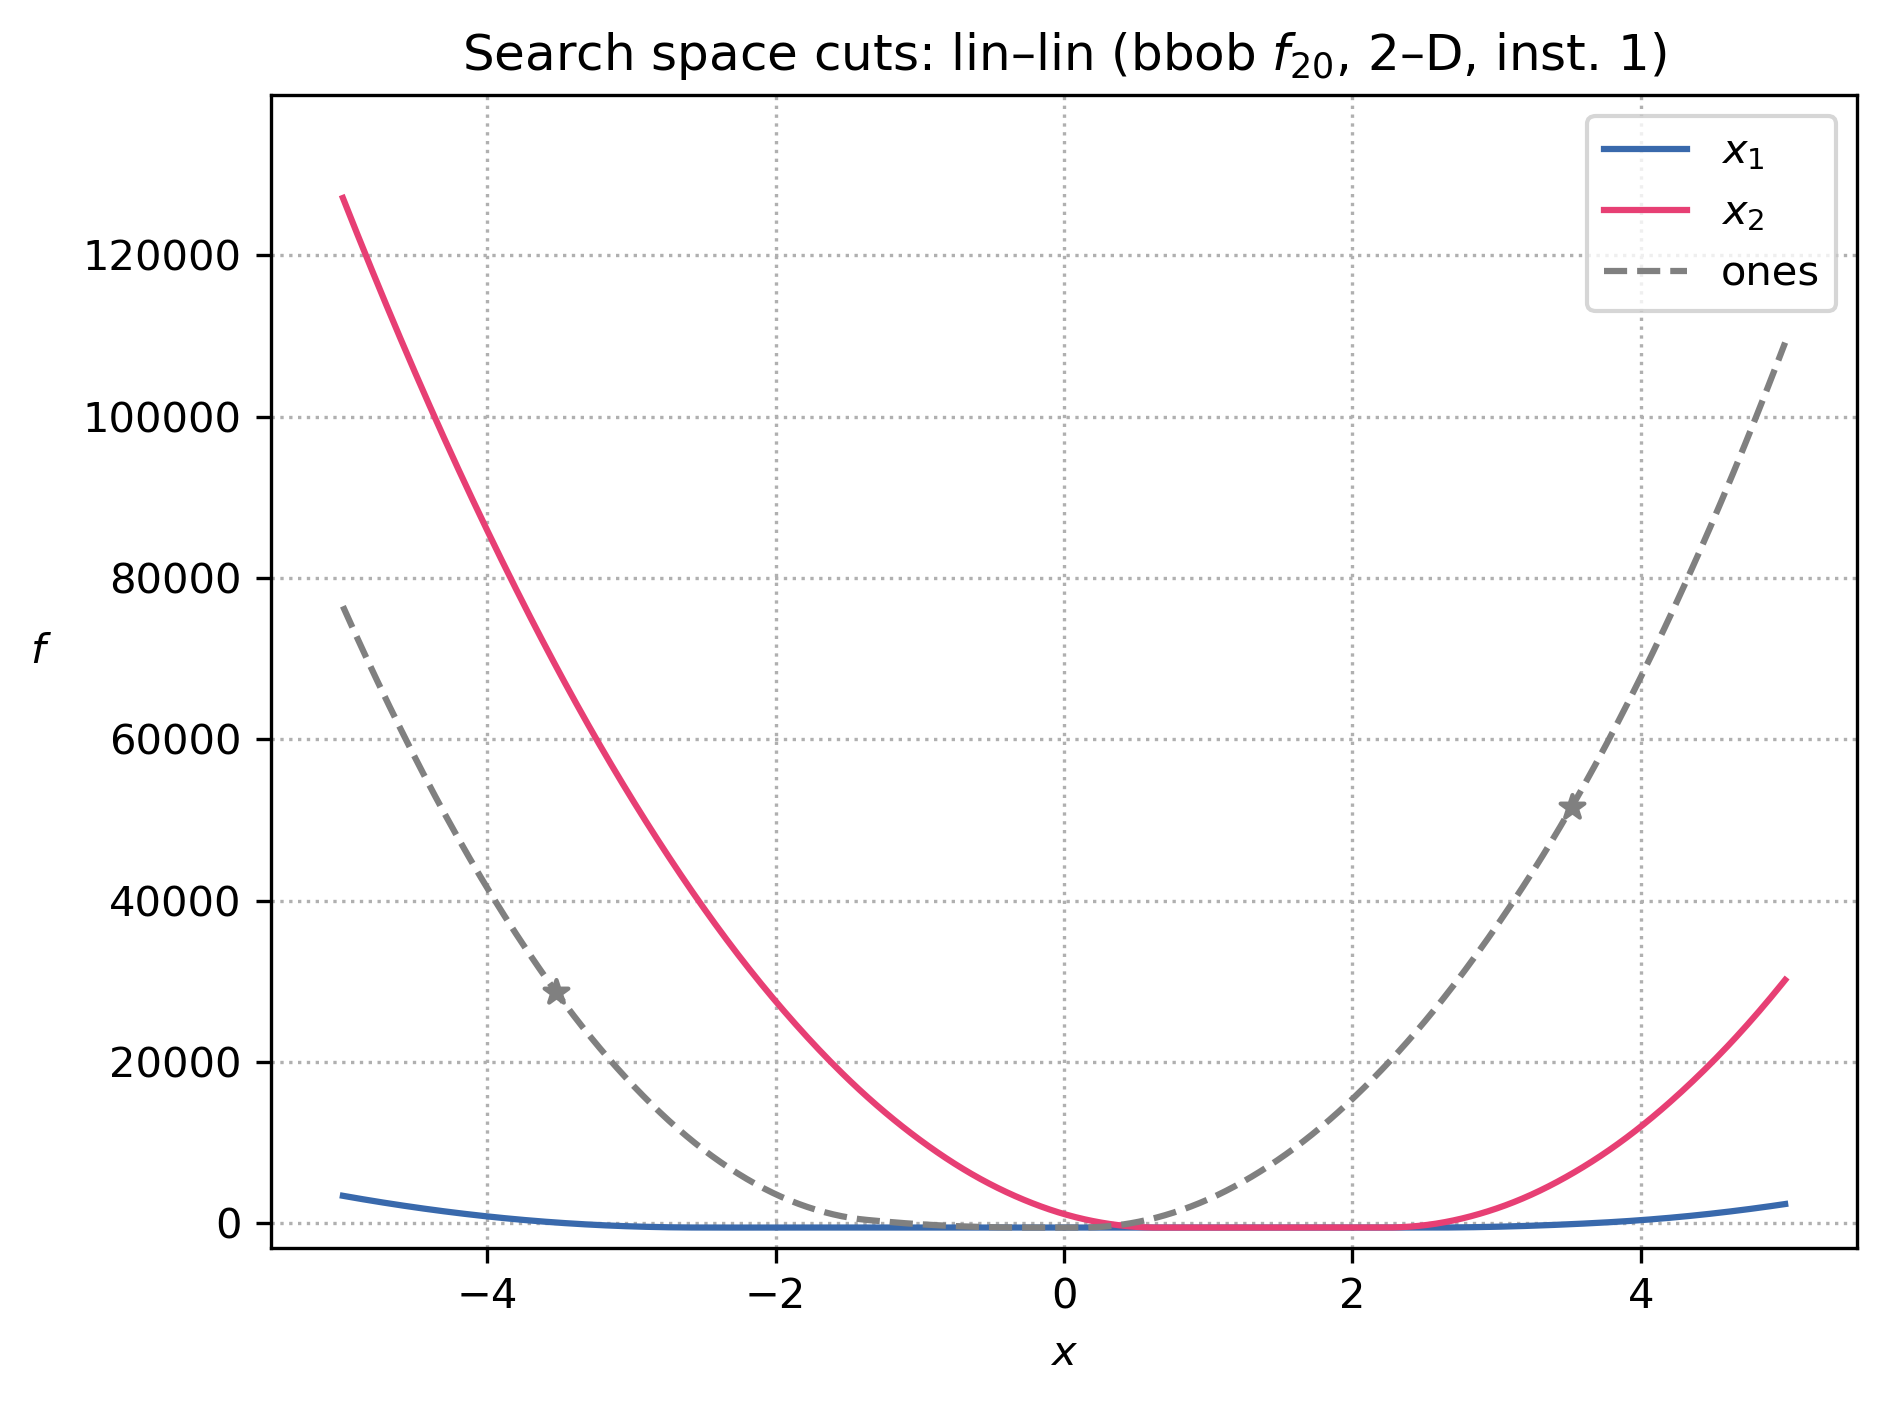 Search space cuts: lin–lin (bbob f₂₀, 2–D, inst. 1)
x₁
x₂
ones
120000
100000
80000
60000
40000
20000
0
f
−4 −2 0 2 4
x